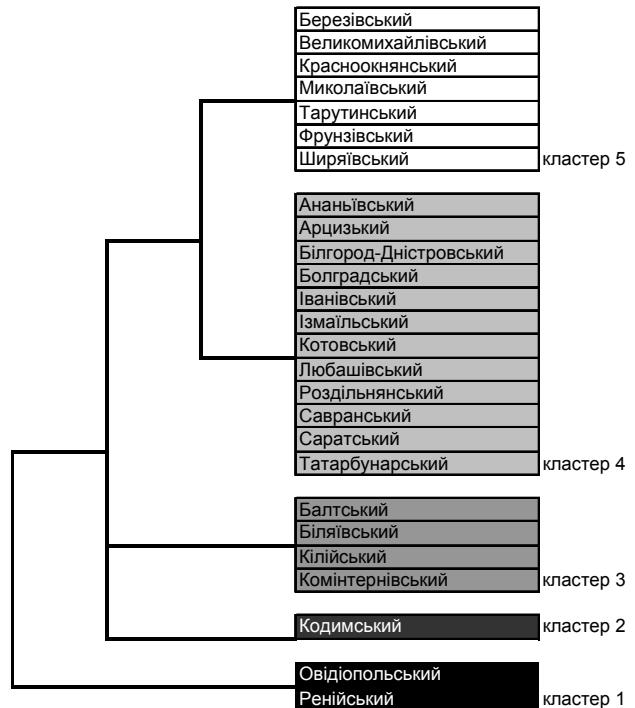 Березівський
Великомихайлівський
Красноокнянський
Миколаївський
Тарутинський
Фрунзівський
Ширяївський кластер 5
Ананьївський
Арцизький
Білгород-Дністровський
Болградський
Іванівський
Ізмаїльський
Котовський
Любашівський
Роздільнянський
Савранський
Саратський
Татарбунарський кластер 4
Балтський
Біляївський
Кілійський
Комінтернівський кластер 3
Кодимський кластер 2
Овідіопольський
Ренійський кластер 1